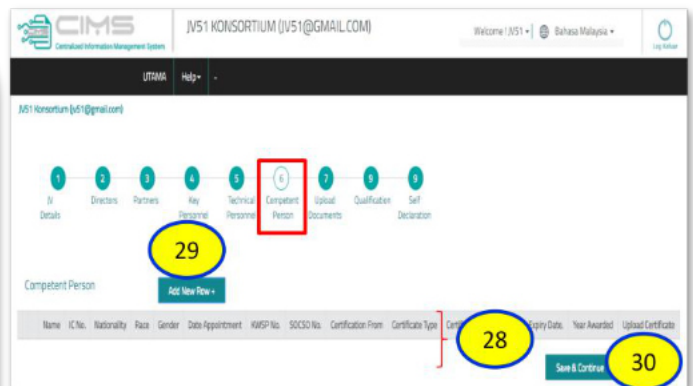 CIMS
Centralized Information Management System
JV51 KONSORTIUM (JV51@GMAIL.COM)
Welcome ! JV51
Bahasa Malaysia
Log Keluar
UTAMA Help -
JV51 Konsortium (jv51@gmail.com)
1 2 3 4 5 6 7 9 9
JV Details
Directors
Partners
Key Personnel
Technical Personnel
Competent Person
Upload Documents
Qualification
Self Declaration
29
Competent Person
Add New Row +
Name IC No. Nationality Race Gender Date Appointment KWSP No. SOCSO No. Certification From Certificate Type Expiry Date. Year Awarded Upload Certificate
28
Save & Continue
30